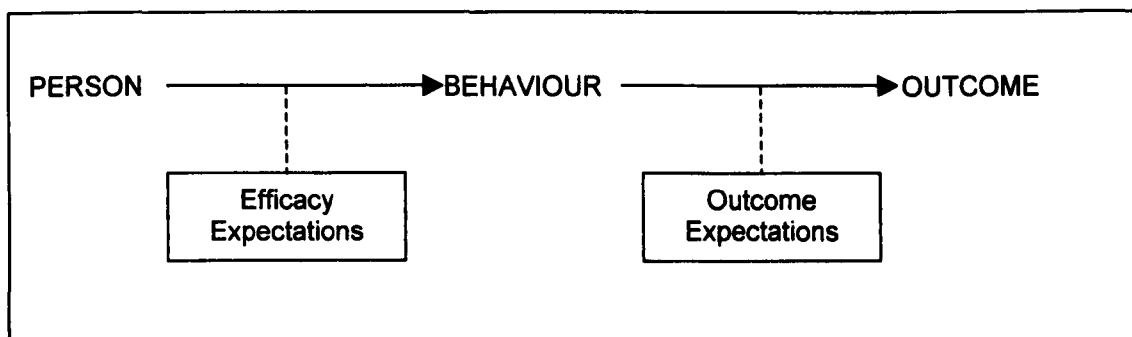 PERSON BEHAVIOUR OUTCOME
Efficacy
Expectations
Outcome
Expectations